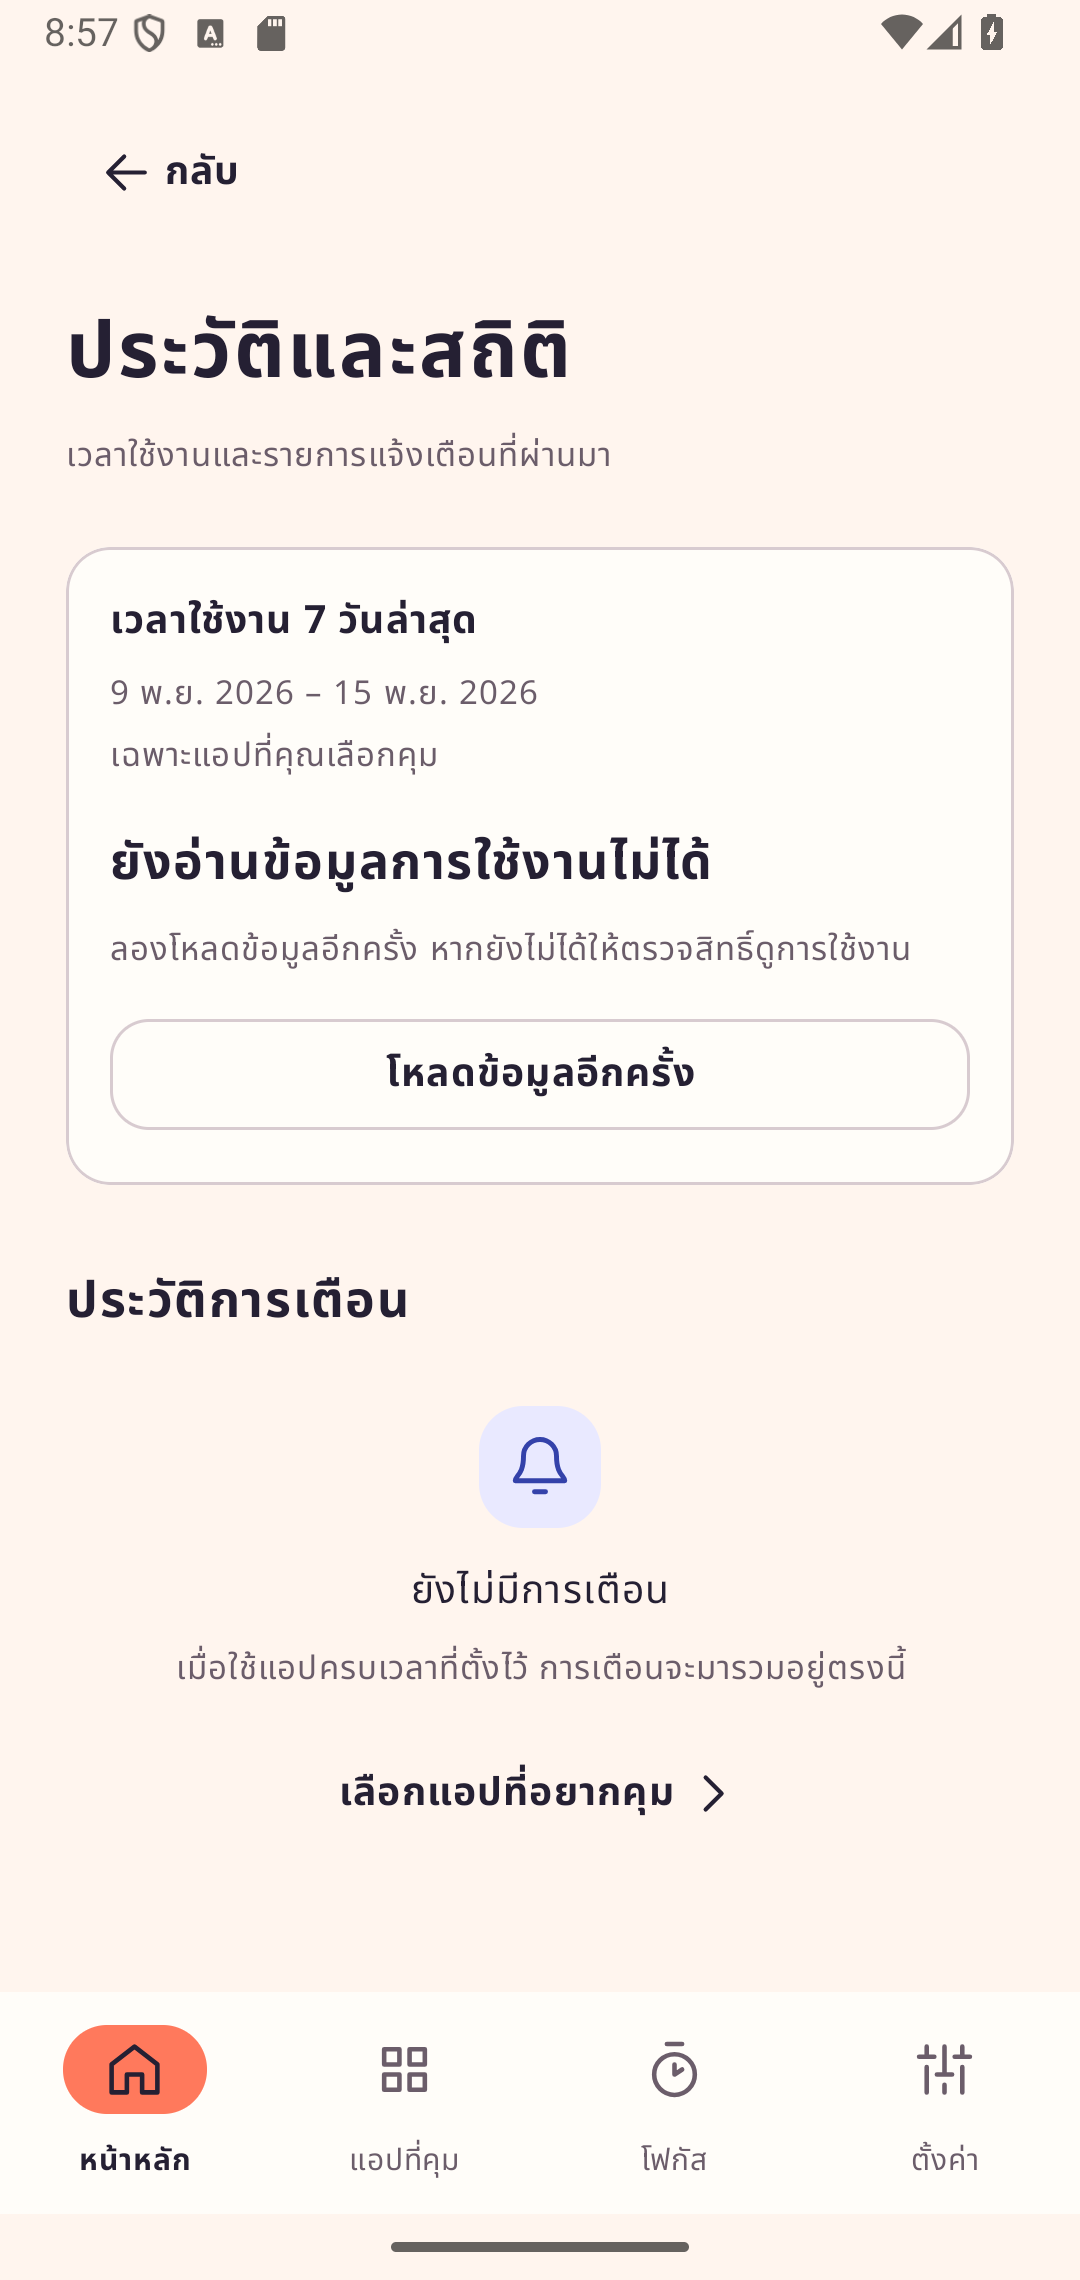 8:57
กลับ
ประวัติและสถิติ
เวลาใช้งานและรายการแจ้งเตือนที่ผ่านมา
เวลาใช้งาน 7 วันล่าสุด
9 พ.ย. 2026 – 15 พ.ย. 2026
เฉพาะแอปที่คุณเลือกคุม
ยังอ่านข้อมูลการใช้งานไม่ได้
ลองโหลดข้อมูลอีกครั้ง หากยังไม่ได้ให้ตรวจสิทธิ์ดูการใช้งาน
โหลดข้อมูลอีกครั้ง
ประวัติการเตือน
ยังไม่มีการเตือน
เมื่อใช้แอปครบเวลาที่ตั้งไว้ การเตือนจะมารวมอยู่ตรงนี้
เลือกแอปที่อยากคุม
หน้าหลัก
แอปที่คุม
โฟกัส
ตั้งค่า